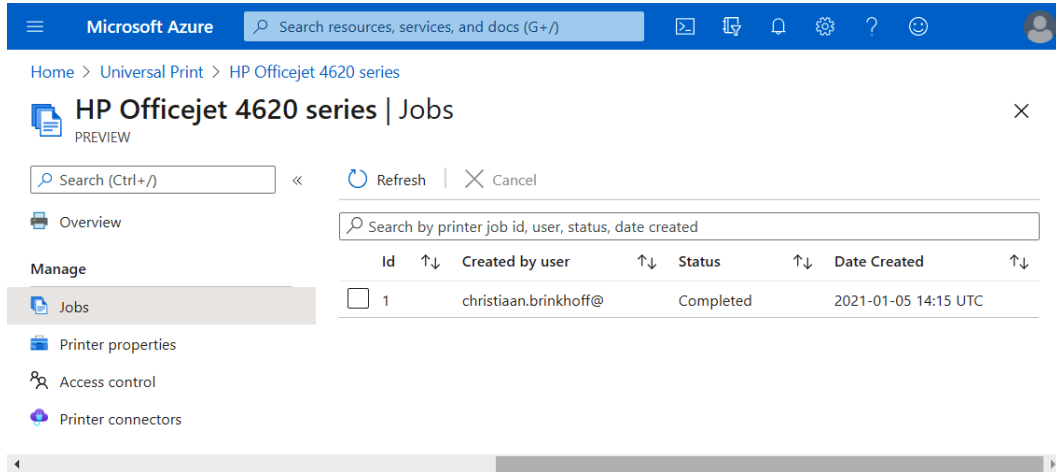 Microsoft Azure Search resources, services, and docs (G+/)
Home > Universal Print > HP Officejet 4620 series
HP Officejet 4620 series | Jobs
PREVIEW
Search (Ctrl+/) « Refresh Cancel
Overview
Search by printer job id, user, status, date created
Manage
Id ↑↓ Created by user ↑↓ Status ↑↓ Date Created ↑↓
Jobs
1 christiaan.brinkhoff@ Completed 2021-01-05 14:15 UTC
Printer properties
Access control
Printer connectors